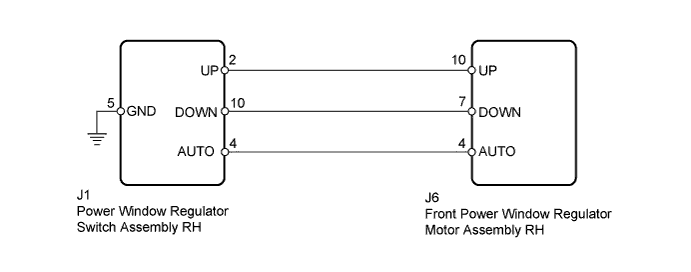 2
10
UP
UP
5
10
7
GND
DOWN
DOWN
4
4
AUTO
AUTO
J1
Power Window Regulator
Switch Assembly RH
J6
Front Power Window Regulator
Motor Assembly RH